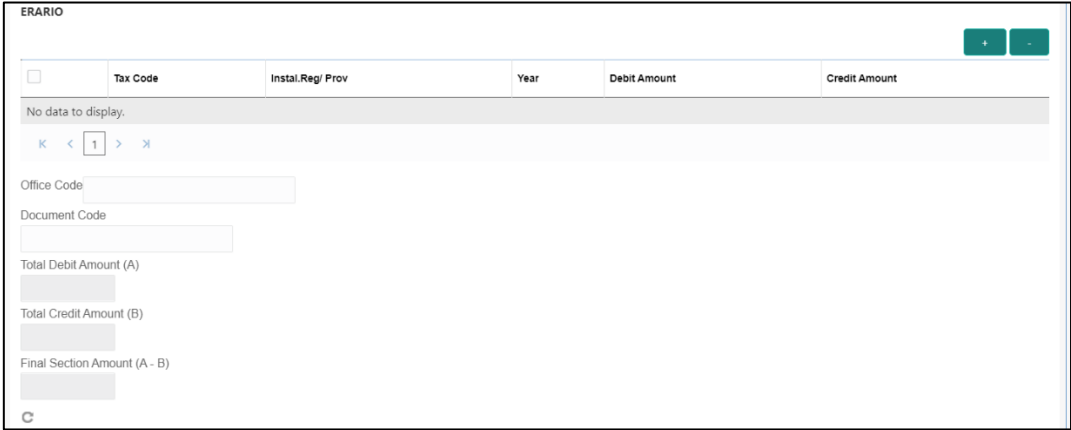 ERARIO
+ -
Tax Code Instal.Reg/ Prov Year Debit Amount Credit Amount
No data to display.
K < 1 > >|
Office Code
Document Code
Total Debit Amount (A)
Total Credit Amount (B)
Final Section Amount (A - B)